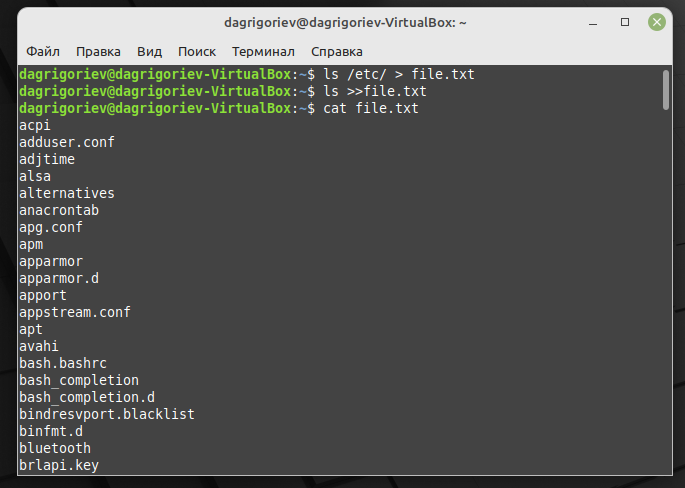 dagrigoriev@dagrigoriev-VirtualBox: ~
Файл Правка Вид Поиск Терминал Справка
dagrigoriev@dagrigoriev-VirtualBox:~$ ls /etc/ > file.txt
dagrigoriev@dagrigoriev-VirtualBox:~$ ls >>file.txt
dagrigoriev@dagrigoriev-VirtualBox:~$ cat file.txt
acpi
adduser.conf
adjtime
alsa
alternatives
anacrontab
apg.conf
apm
apparmor
apparmor.d
apport
appstream.conf
apt
avahi
bash.bashrc
bash_completion
bash_completion.d
bindresvport.blacklist
binfmt.d
bluetooth
brlapi.key